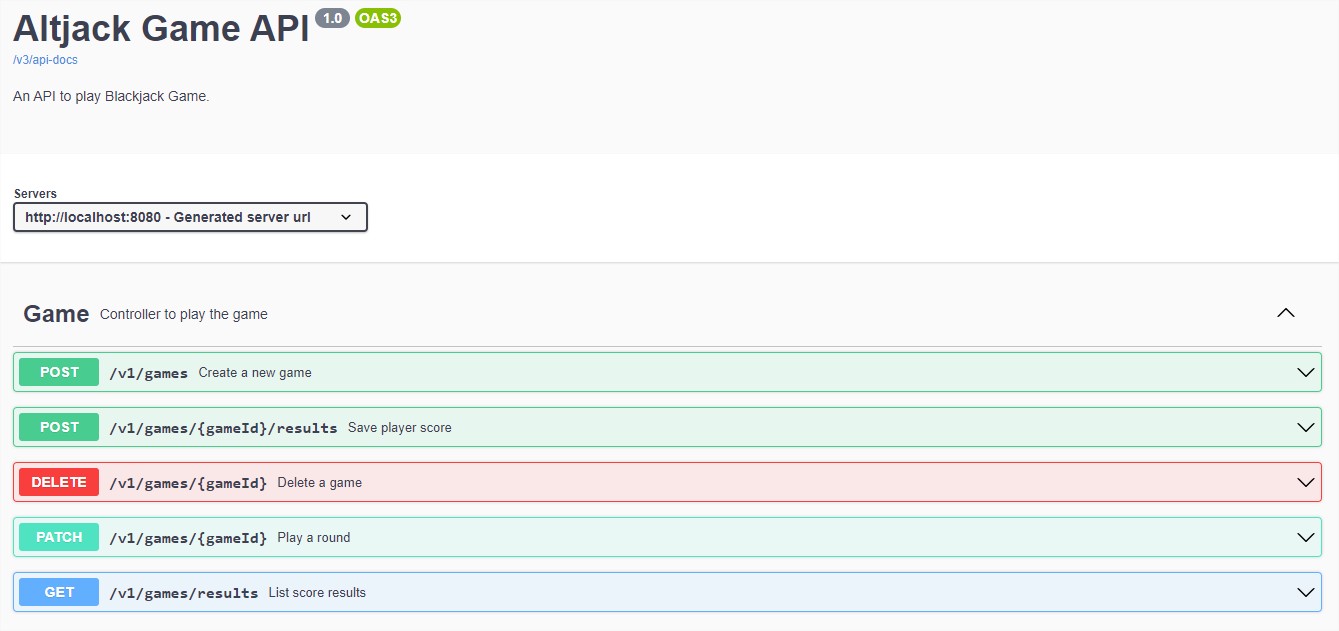 Altjack Game API 1.0 OAS3
/v3/api-docs
An API to play Blackjack Game.
Servers
http://localhost:8080 - Generated server url
Game Controller to play the game
POST /v1/games Create a new game
POST /v1/games/{gameId}/results Save player score
DELETE /v1/games/{gameId} Delete a game
PATCH /v1/games/{gameId} Play a round
GET /v1/games/results List score results